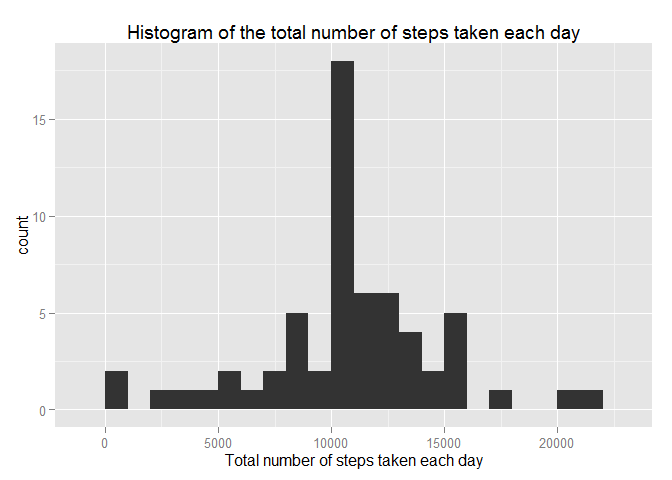 Histogram of the total number of steps taken each day
15
10
5
0
count
0 5000 10000 15000 20000
Total number of steps taken each day